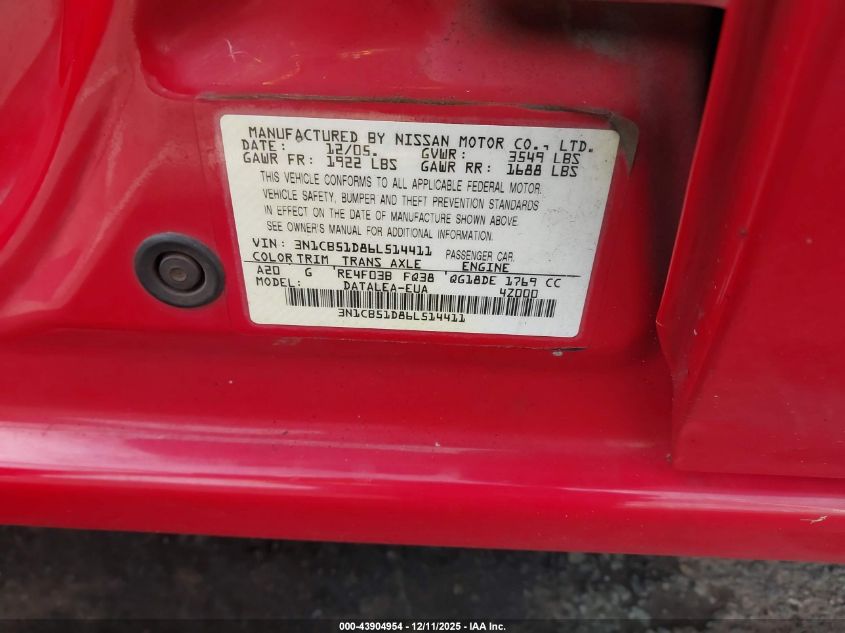 MANUFACTURED BY NISSAN MOTOR CO., LTD.
DATE: 12/05. GVWR: 3549 LBS
GAWR FR: 1922 LBS GAWR RR: 1688 LBS
THIS VEHICLE CONFORMS TO ALL APPLICABLE FEDERAL MOTOR
VEHICLE SAFETY, BUMPER AND THEFT PREVENTION STANDARDS
IN EFFECT ON THE DATE OF MANUFACTURE SHOWN ABOVE.
SEE OWNER'S MANUAL FOR ADDITIONAL INFORMATION.
VIN: 3N1CB51D86L514411 PASSENGER CAR.
COLOR TRIM TRANS AXLE ENGINE
A20 G RE4F03B FQ38 QG18DE 1769 CC
MODEL: DATALEA-EUA 4Z000
3N1CB51D86L514411
000-43904954 - 12/11/2025 - IAA Inc.